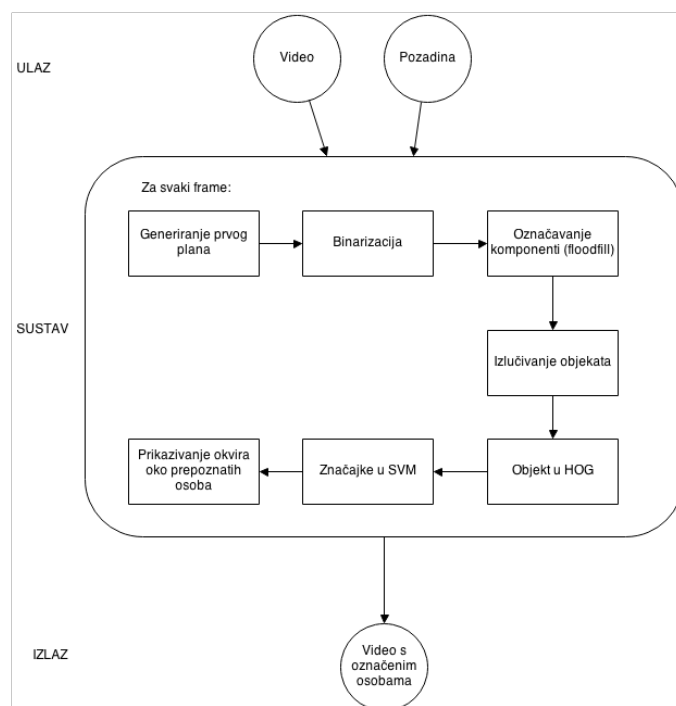 ULAZ
Video
Pozadina
Za svaki frame:
Generiranje prvog
plana
Binarizacija
Označavanje
komponenti (floodfill)
SUSTAV
Izlučivanje objekata
Prikazivanje okvira
oko prepoznatih
osoba
Značajke u SVM
Objekt u HOG
IZLAZ
Video s
označenim
osobama